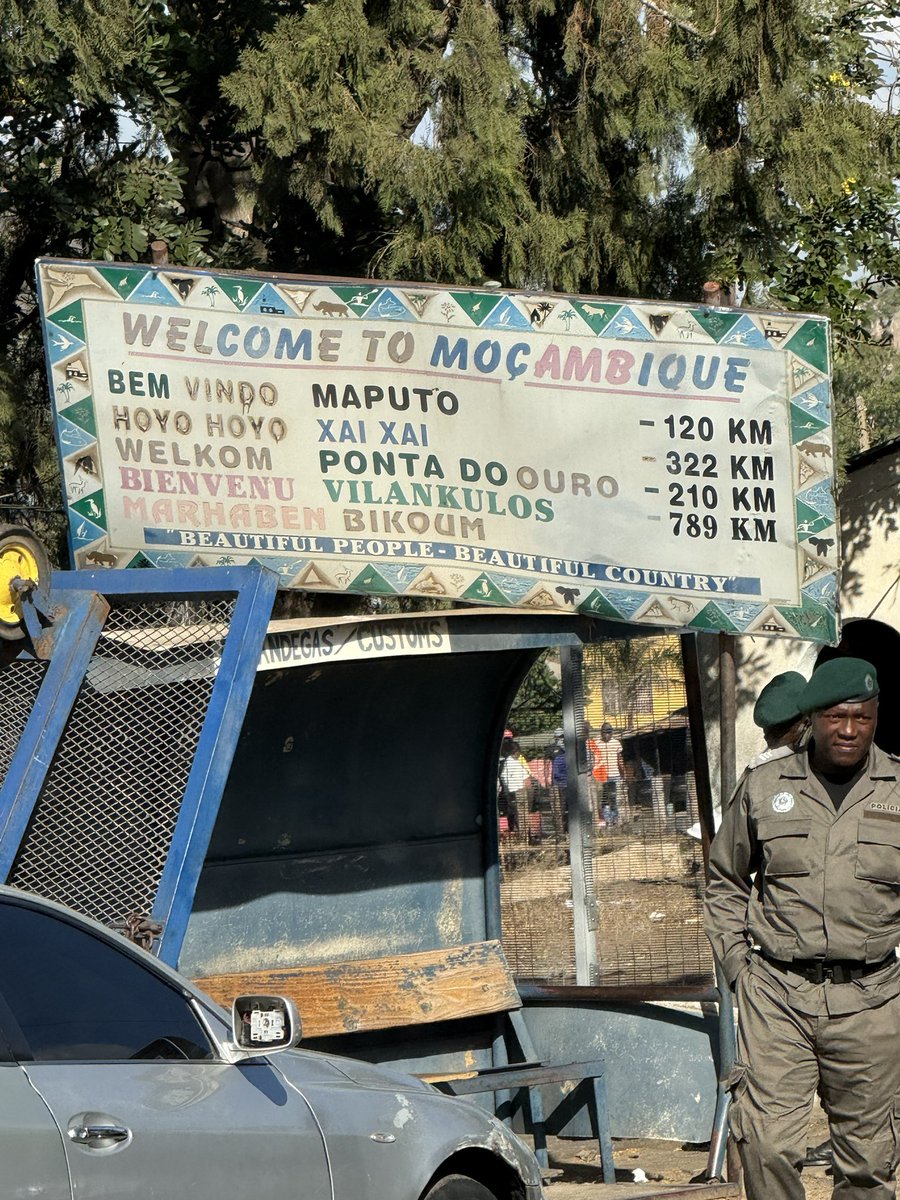 WELCOME TO MOÇAMBIQUE
BEM VINDO MAPUTO - 120 KM
HOYO HOYO XAI XAI - 322 KM
WELKOM PONTA DO OURO - 210 KM
BIENVENU VILANKULOS - 789 KM
MARHABEN BIKOUM
"BEAUTIFUL PEOPLE - BEAUTIFUL COUNTRY"
ANDEGAS / CUSTOMS
POLÍCIA